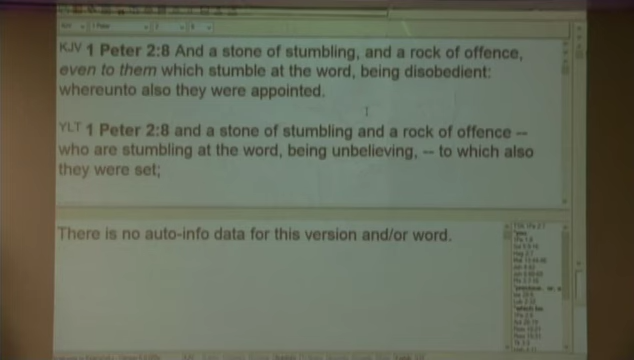 KJV 1 Peter 2:8 And a stone of stumbling, and a rock of offence,
even to them which stumble at the word, being disobedient:
whereunto also they were appointed.
YLT 1 Peter 2:8 and a stone of stumbling and a rock of offence —
who are stumbling at the word, being unbelieving, — to which also
they were set;
There is no auto-info data for this version and/or word.